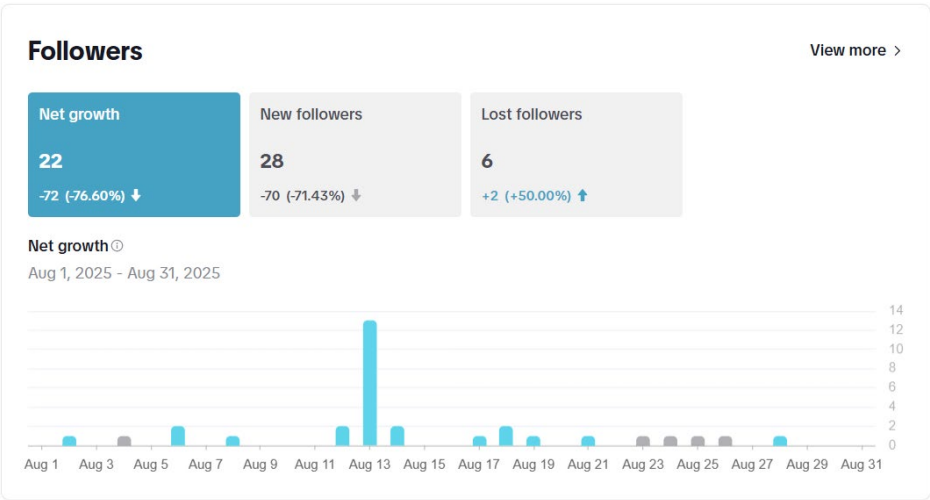 Followers
View more >
Net growth
22
-72 (-76.60%) ↓
New followers
28
-70 (-71.43%) ↓
Lost followers
6
+2 (+50.00%) ↑
Net growth
Aug 1, 2025 - Aug 31, 2025
14
12
10
8
6
4
2
0
Aug 1 Aug 3 Aug 5 Aug 7 Aug 9 Aug 11 Aug 13 Aug 15 Aug 17 Aug 19 Aug 21 Aug 23 Aug 25 Aug 27 Aug 29 Aug 31